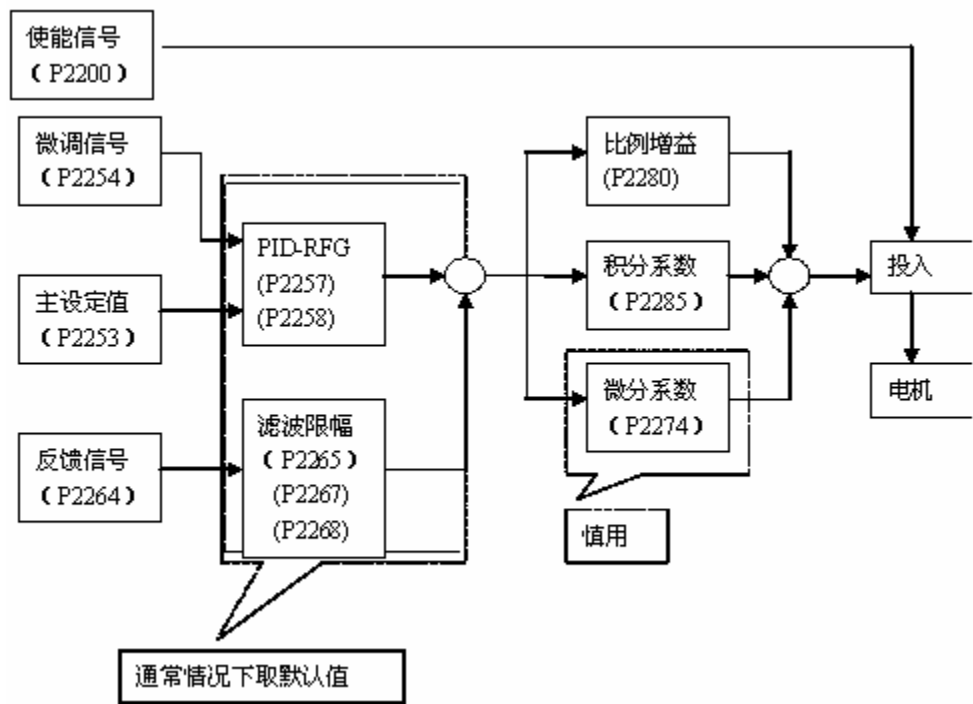 使能信号
（P2200）
微调信号
（P2254）
主设定值
（P2253）
反馈信号
（P2264）
PID-RFG
(P2257)
(P2258)
滤波限幅
（P2265）
(P2267)
(P2268)
通常情况下取默认值
比例增益
(P2280)
积分系数
（P2285）
微分系数
（P2274）
慎用
投入
电机